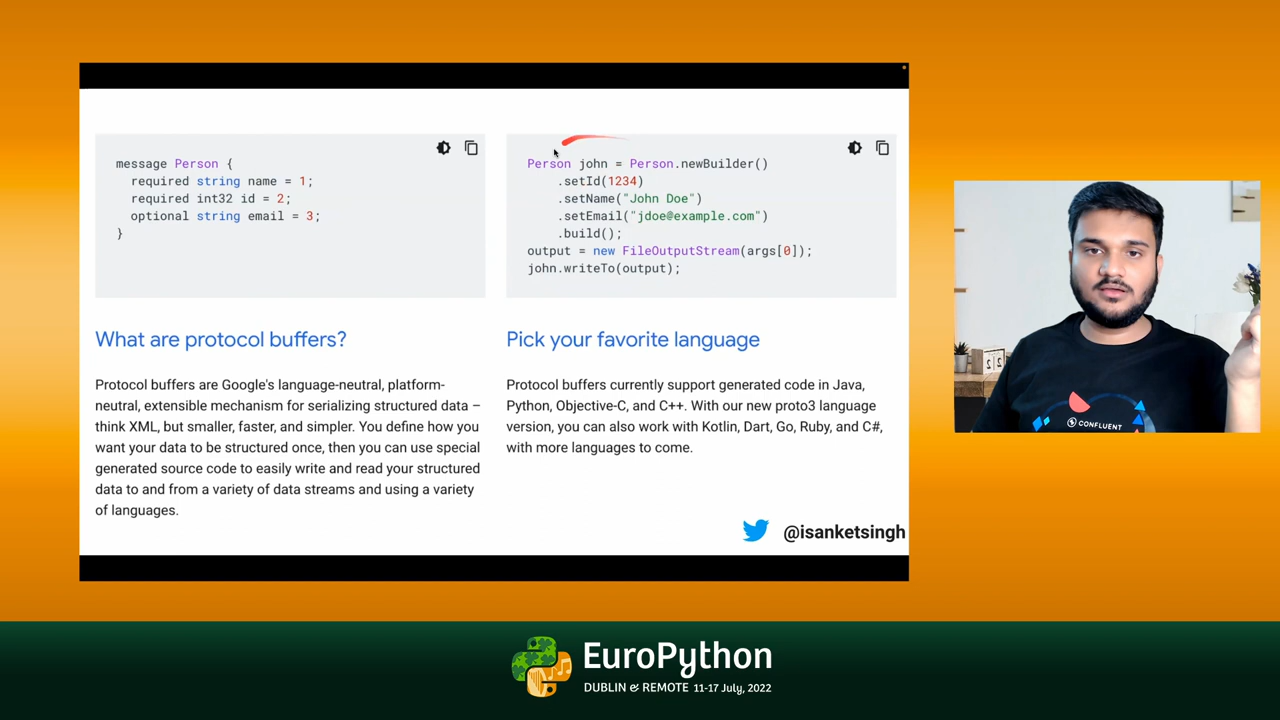 message Person {
required string name = 1;
required int32 id = 2;
optional string email = 3;
}
What are protocol buffers?
Protocol buffers are Google's language-neutral, platform-
neutral, extensible mechanism for serializing structured data –
think XML, but smaller, faster, and simpler. You define how you
want your data to be structured once, then you can use special
generated source code to easily write and read your structured
data to and from a variety of data streams and using a variety
of languages.
Person john = Person.newBuilder()
.setId(1234)
.setName("John Doe")
.setEmail("jdoe@example.com")
.build();
output = new FileOutputStream(args[0]);
john.writeTo(output);
Pick your favorite language
Protocol buffers currently support generated code in Java,
Python, Objective-C, and C++. With our new proto3 language
version, you can also work with Kotlin, Dart, Go, Ruby, and C#,
with more languages to come.
@isanketsingh
CONFLUENT
EuroPython
DUBLIN & REMOTE 11-17 July, 2022